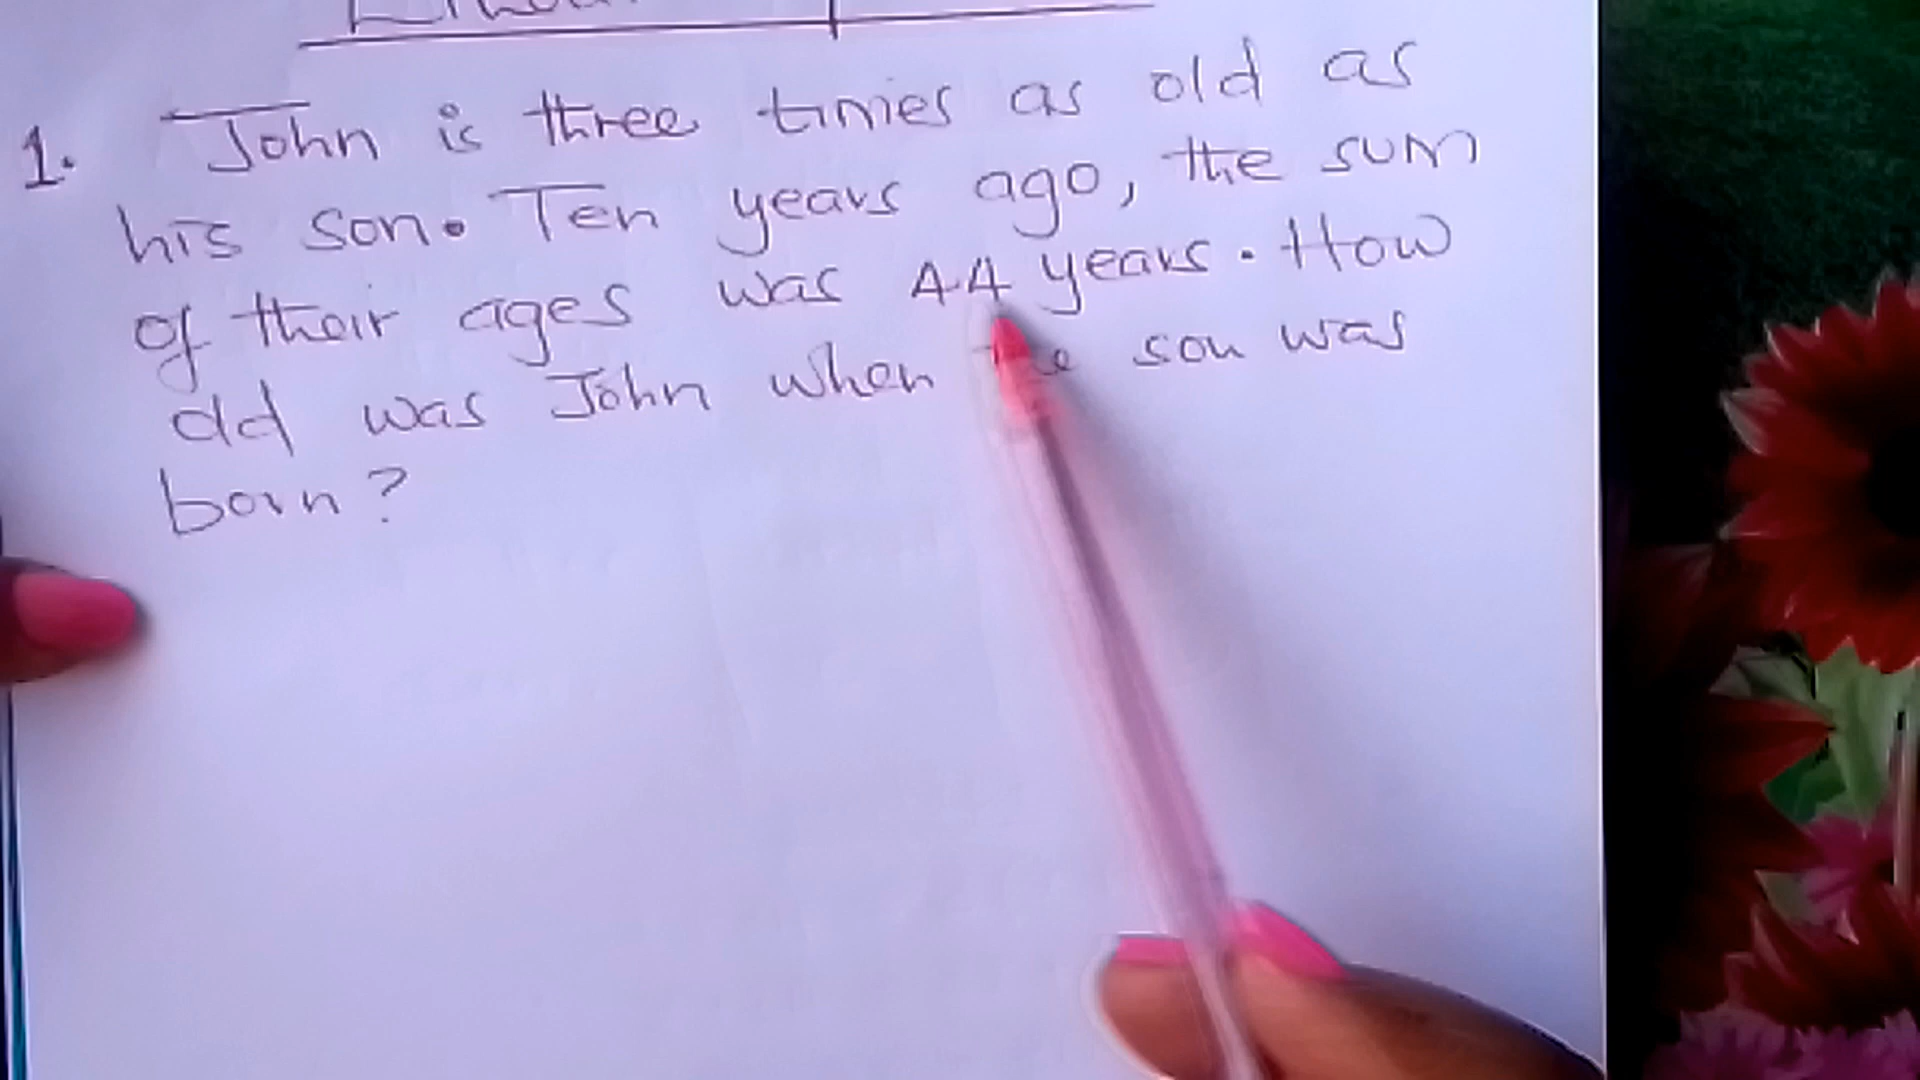 1. John is three times as old as
his son. Ten years ago, the sum
of their ages was 44 years. How
old was John when son was
born?